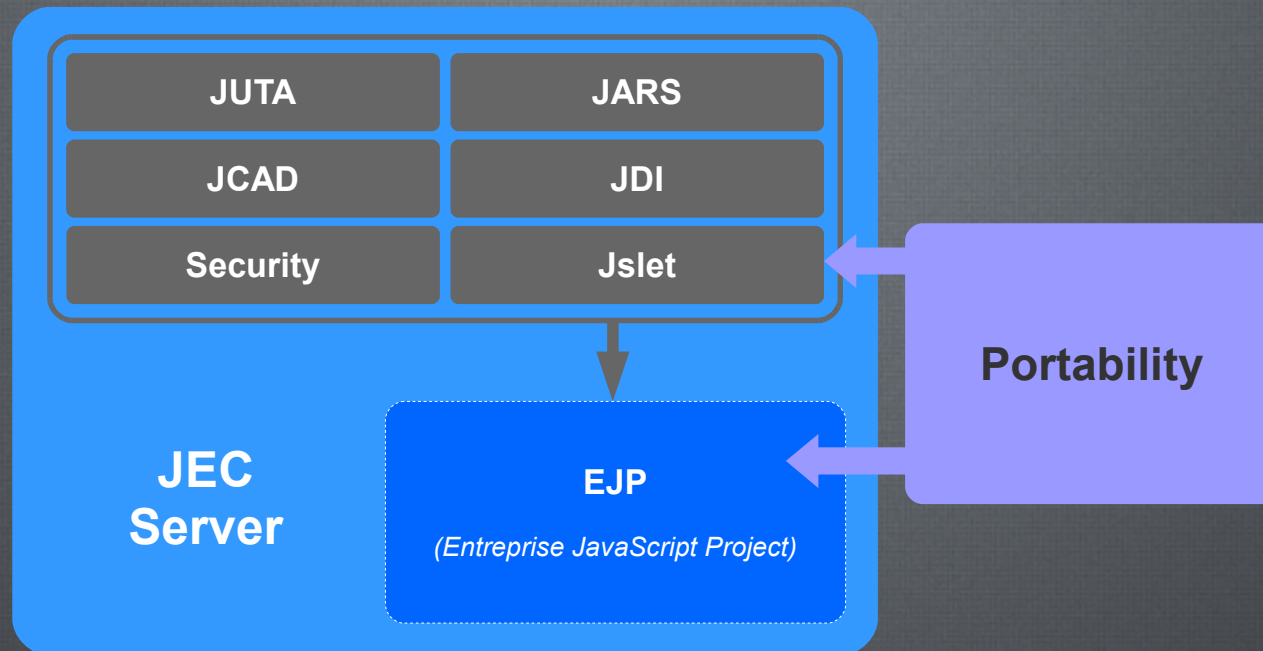 JUTA
JARS
JCAD
JDI
Security
Jslet
Portability
JEC
Server
EJP
(Entreprise JavaScript Project)